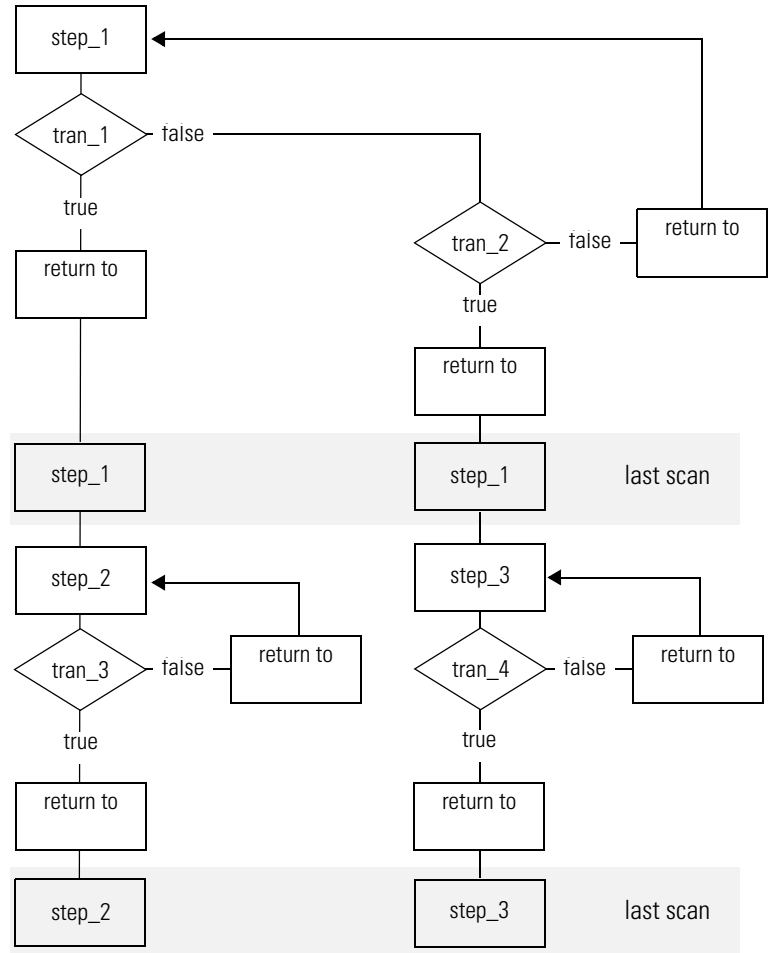 step_1
tran_1
false
true
tran_2
false
return to
return to
true
return to
step_1
step_1
last scan
step_2
step_3
tran_3
false
return to
tran_4
false
return to
true
true
return to
return to
step_2
step_3
last scan